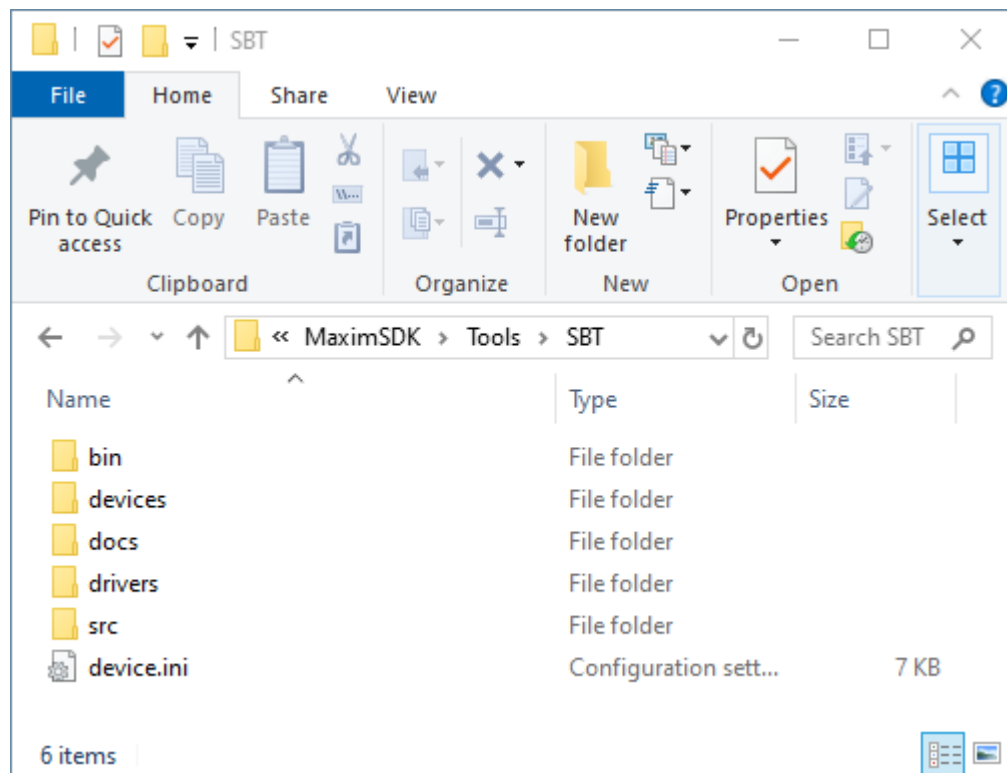 SBT
File Home Share View
Pin to Quick access
Copy
Paste
W...
Clipboard
Organize
New folder
New
Properties
Open
Select
« MaximSDK > Tools > SBT
Search SBT
Name Type Size
bin File folder
devices File folder
docs File folder
drivers File folder
src File folder
device.ini Configuration sett... 7 KB
6 items